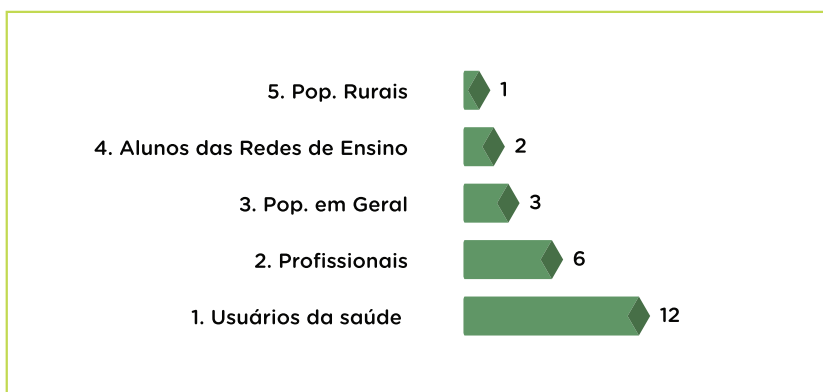 5. Pop. Rurais 1
4. Alunos das Redes de Ensino 2
3. Pop. em Geral 3
2. Profissionais 6
1. Usuários da saúde 12